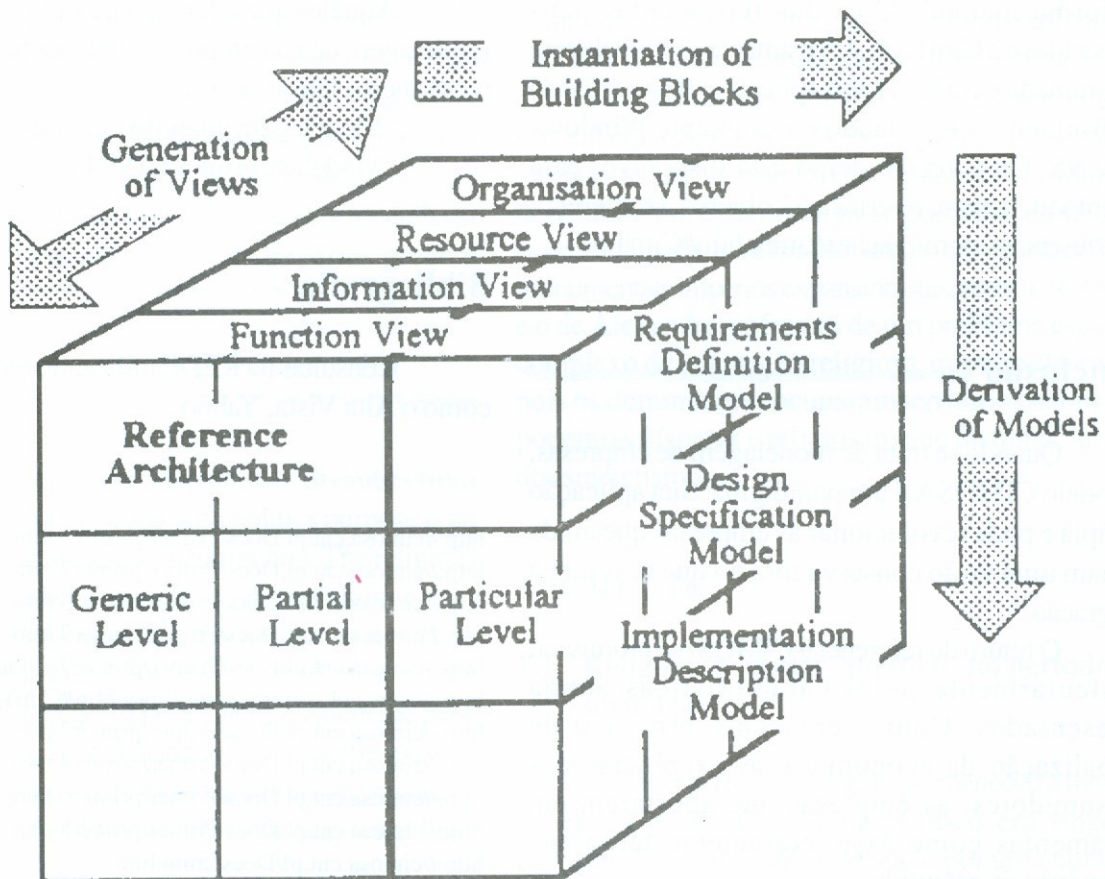 Instantiation of
Building Blocks
Generation
of Views
Organisation View
Resource View
Information View
Function View
Requirements
Definition
Model
Derivation
of Models
Reference
Architecture
Design
Specification
Model
Generic
Level
Partial
Level
Particular
Level
Implementation
Description
Model